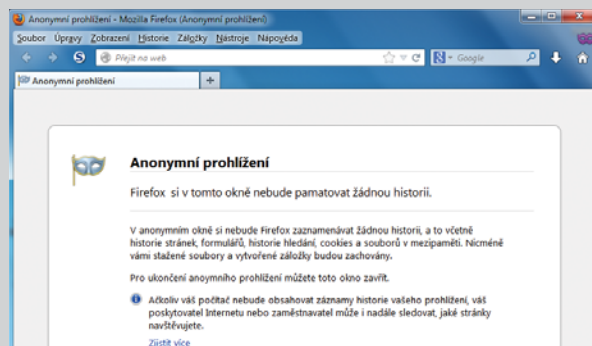 Anonymní prohlížení - Mozilla Firefox (Anonymní prohlížení)
Soubor Úpravy Zobrazení Historie Záložky Nástroje Nápověda
Přejít na web
Google
Anonymní prohlížení
Anonymní prohlížení
Firefox si v tomto okně nebude pamatovat žádnou historii.
V anonymním okně si nebude Firefox zaznamenávat žádnou historii, a to včetně
historie stránek, formulářů, historie hledání, cookies a souborů v mezipaměti. Nicméně
vámi stažené soubory a vytvořené záložky budou zachovány.
Pro ukončení anoymního prohlížení můžete toto okno zavřít.
Ačkoliv váš počítač nebude obsahovat záznamy historie vašeho prohlížení, váš
poskytovatel Internetu nebo zaměstnavatel může i nadále sledovat, jaké stránky
navštěvujete.
Zjistit více